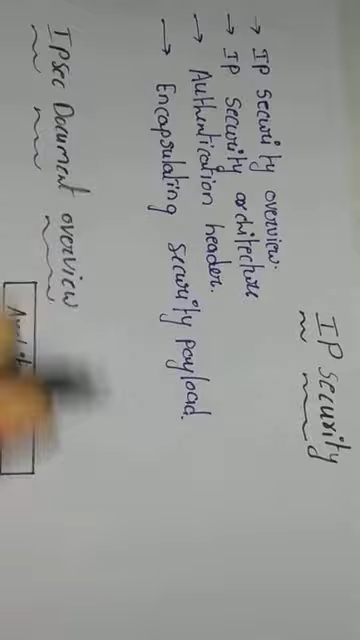 IP security
→ IP security overview.
→ IP security architecture
→ Authentication header.
→ Encapsulating security payload.
IPsec Document overview